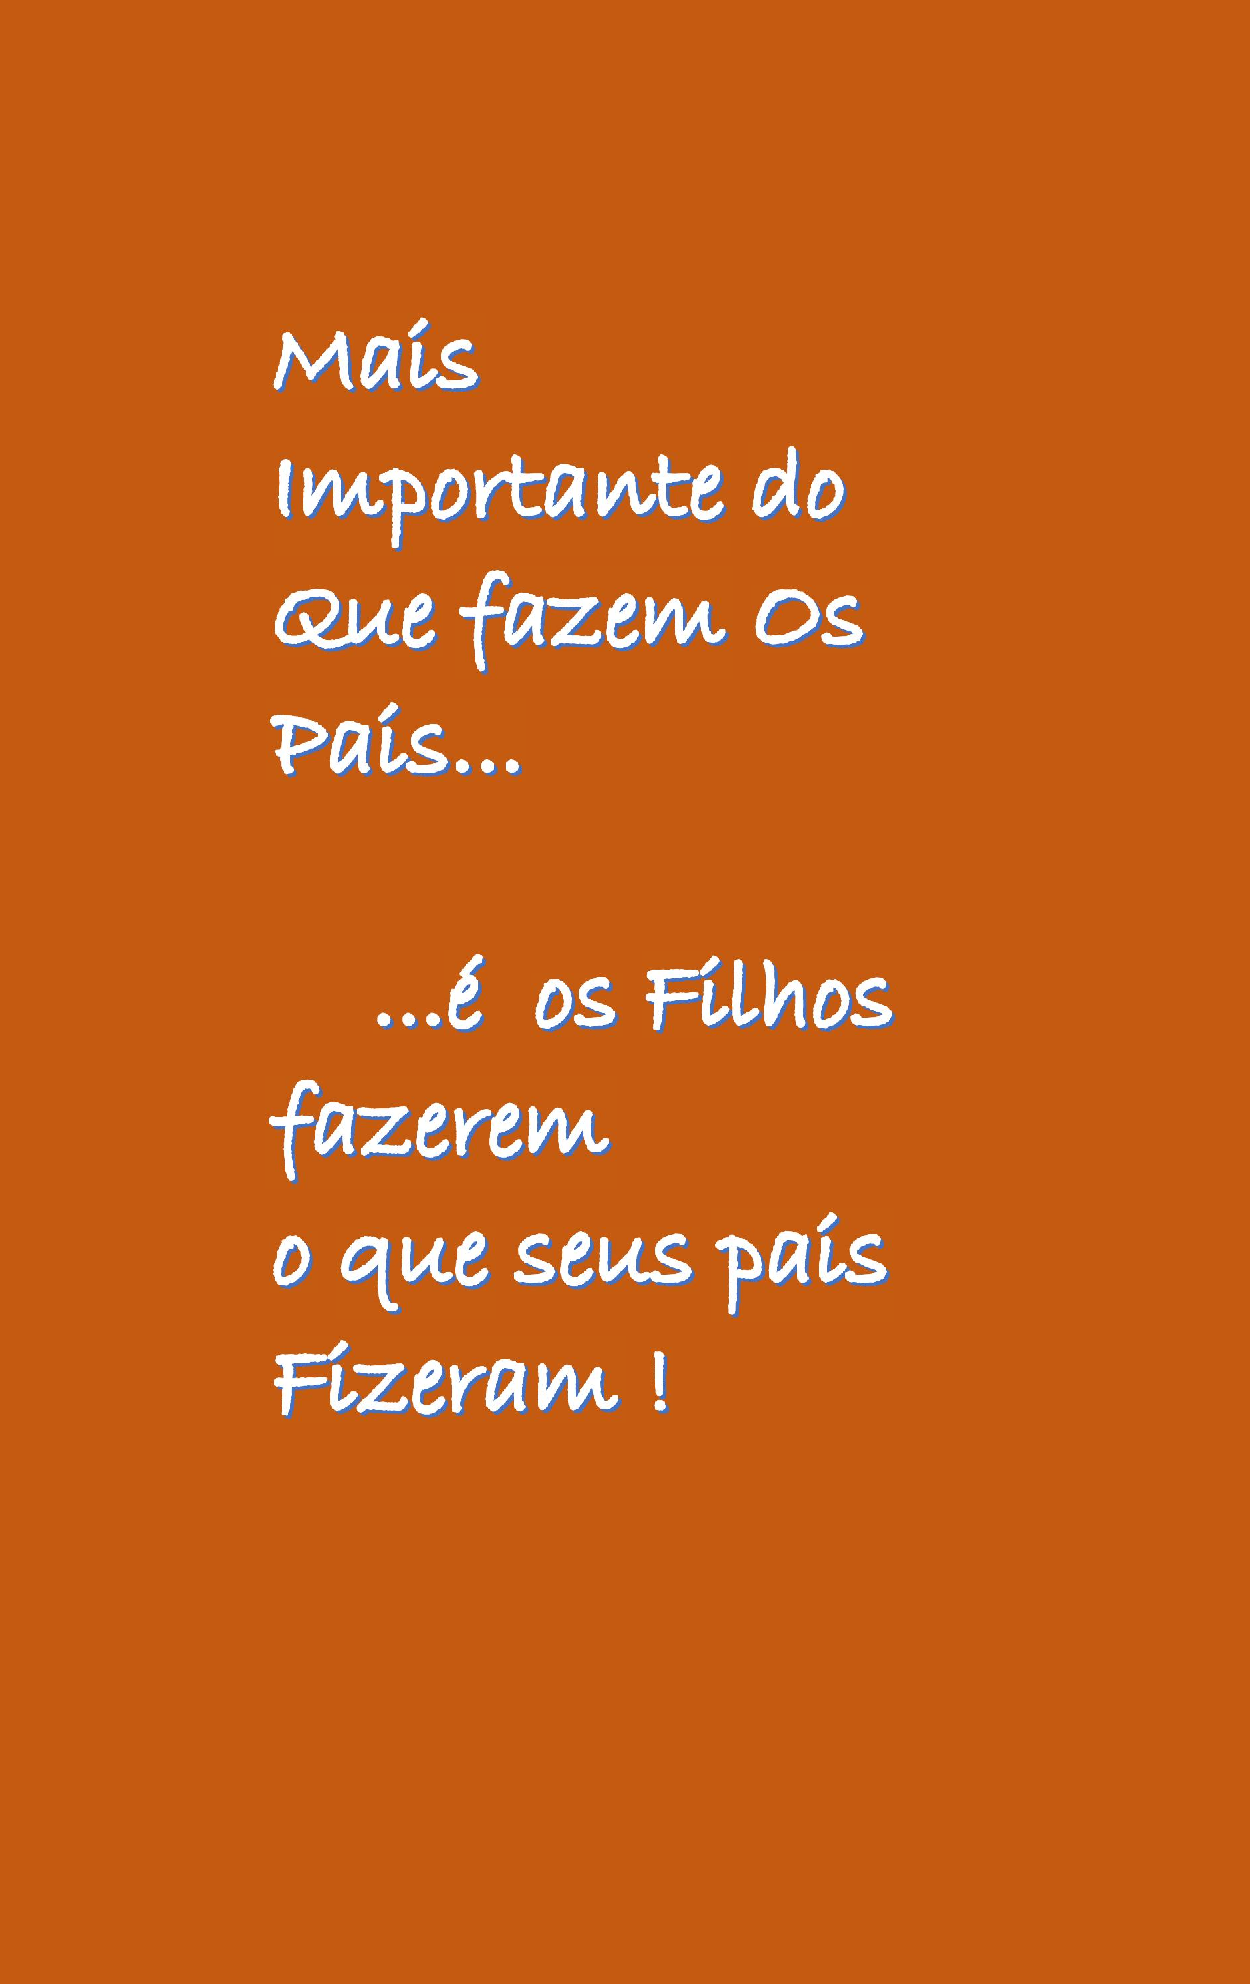 Mais
Importante do
Que fazem Os
Pais...
...é os Filhos
fazerem
o que seus pais
Fizeram !